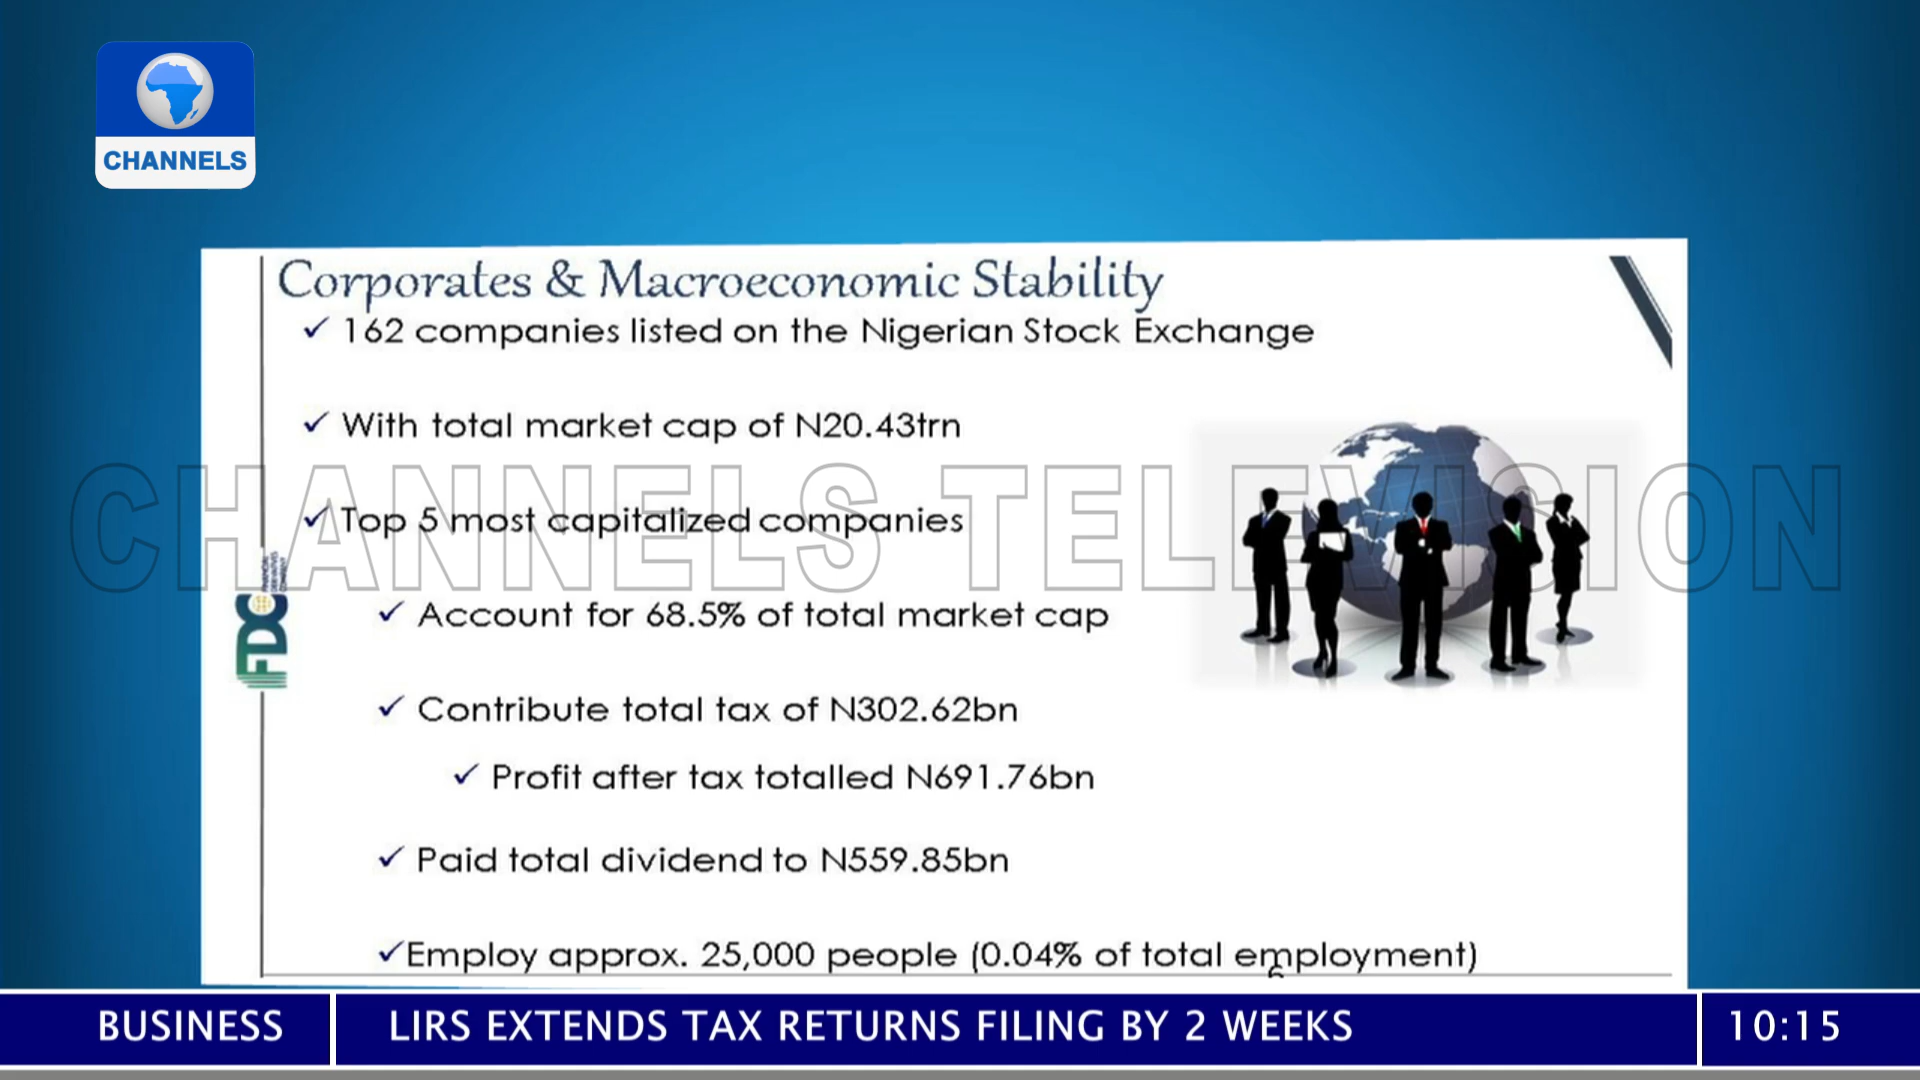 CHANNELS
Corporates & Macroeconomic Stability
✓ 162 companies listed on the Nigerian Stock Exchange
✓ With total market cap of N20.43trn
✓ Top 5 most capitalized companies
CHANNELS TELEVISION
FDC
✓ Account for 68.5% of total market cap
✓ Contribute total tax of N302.62bn
✓ Profit after tax totalled N691.76bn
✓ Paid total dividend to N559.85bn
✓Employ approx. 25,000 people (0.04% of total employment)
BUSINESS
LIRS EXTENDS TAX RETURNS FILING BY 2 WEEKS
10:15